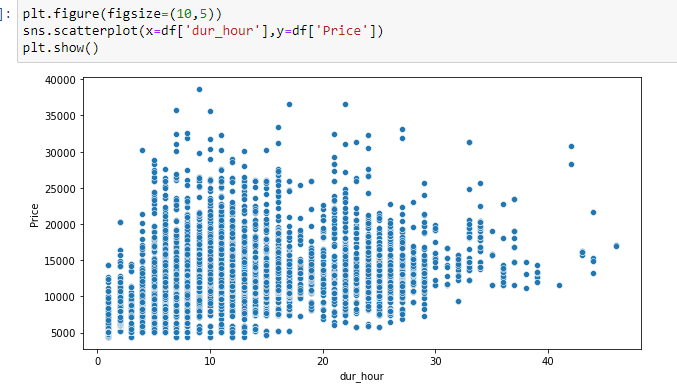 ]: plt.figure(figsize=(10,5))
sns.scatterplot(x=df['dur_hour'],y=df['Price'])
plt.show()
40000
35000
30000
25000
Price
20000
15000
10000
5000
0 10 20 30 40
dur_hour